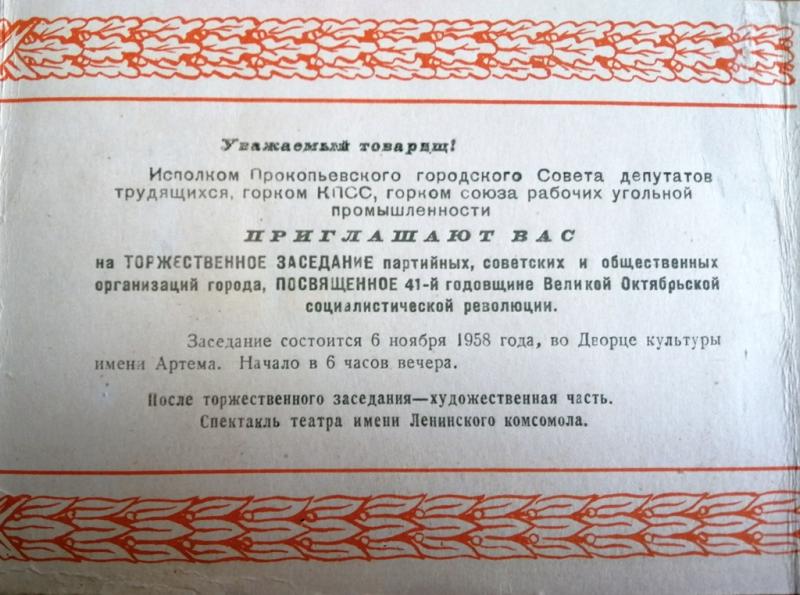 Уважаемый товарищ!
Исполком Прокопьевского городского Совета депутатов
трудящихся, горком КПСС, горком союза рабочих угольной
промышленности
ПРИГЛАШАЮТ ВАС
на ТОРЖЕСТВЕННОЕ ЗАСЕДАНИЕ партийных, советских и общественных
организаций города, ПОСВЯЩЕННОЕ 41-й годовщине Великой Октябрьской
социалистической революции.
Заседание состоится 6 ноября 1958 года, во Дворце культуры
имени Артема. Начало в 6 часов вечера.
После торжественного заседания—художественная часть.
Спектакль театра имени Ленинского комсомола.